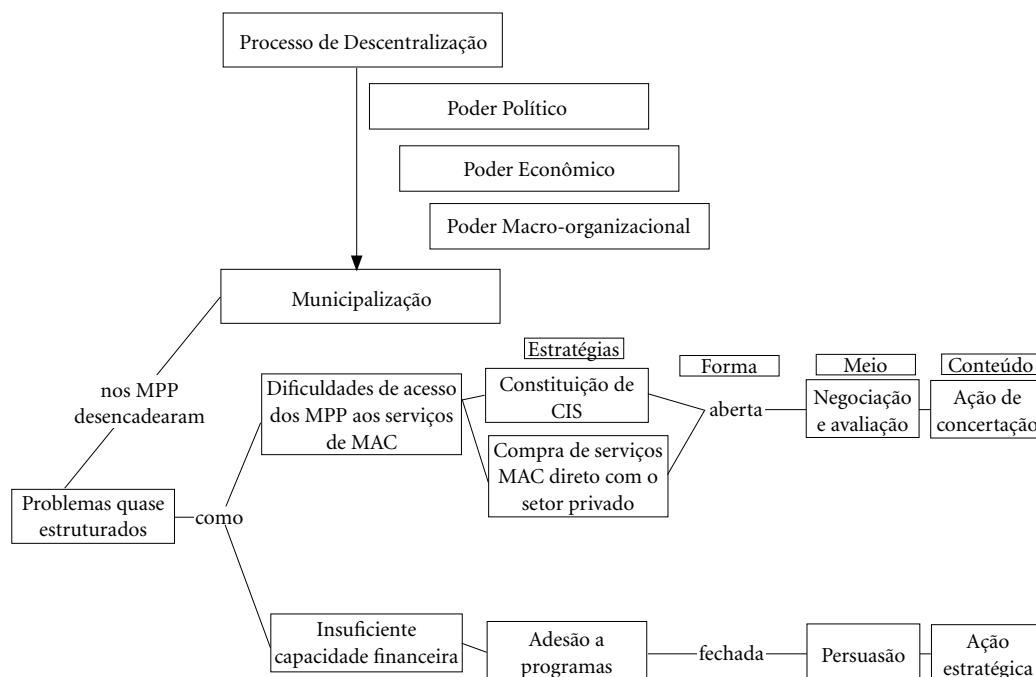 Processo de Descentralização
Poder Político
Poder Econômico
Poder Macro-organizacional
Municipalização
nos MPP
desencadearam
Problemas quase
estruturados
como
Dificuldades de acesso
dos MPP aos serviços
de MAC
Estratégias
Constituição de
CIS
Compra de serviços
MAC direto com o
setor privado
Forma
aberta
Meio
Negociação
e avaliação
Conteúdo
Ação de
concertação
Insuficiente
capacidade financeira
Adesão a
programas
fechada
Persuasão
Ação
estratégica